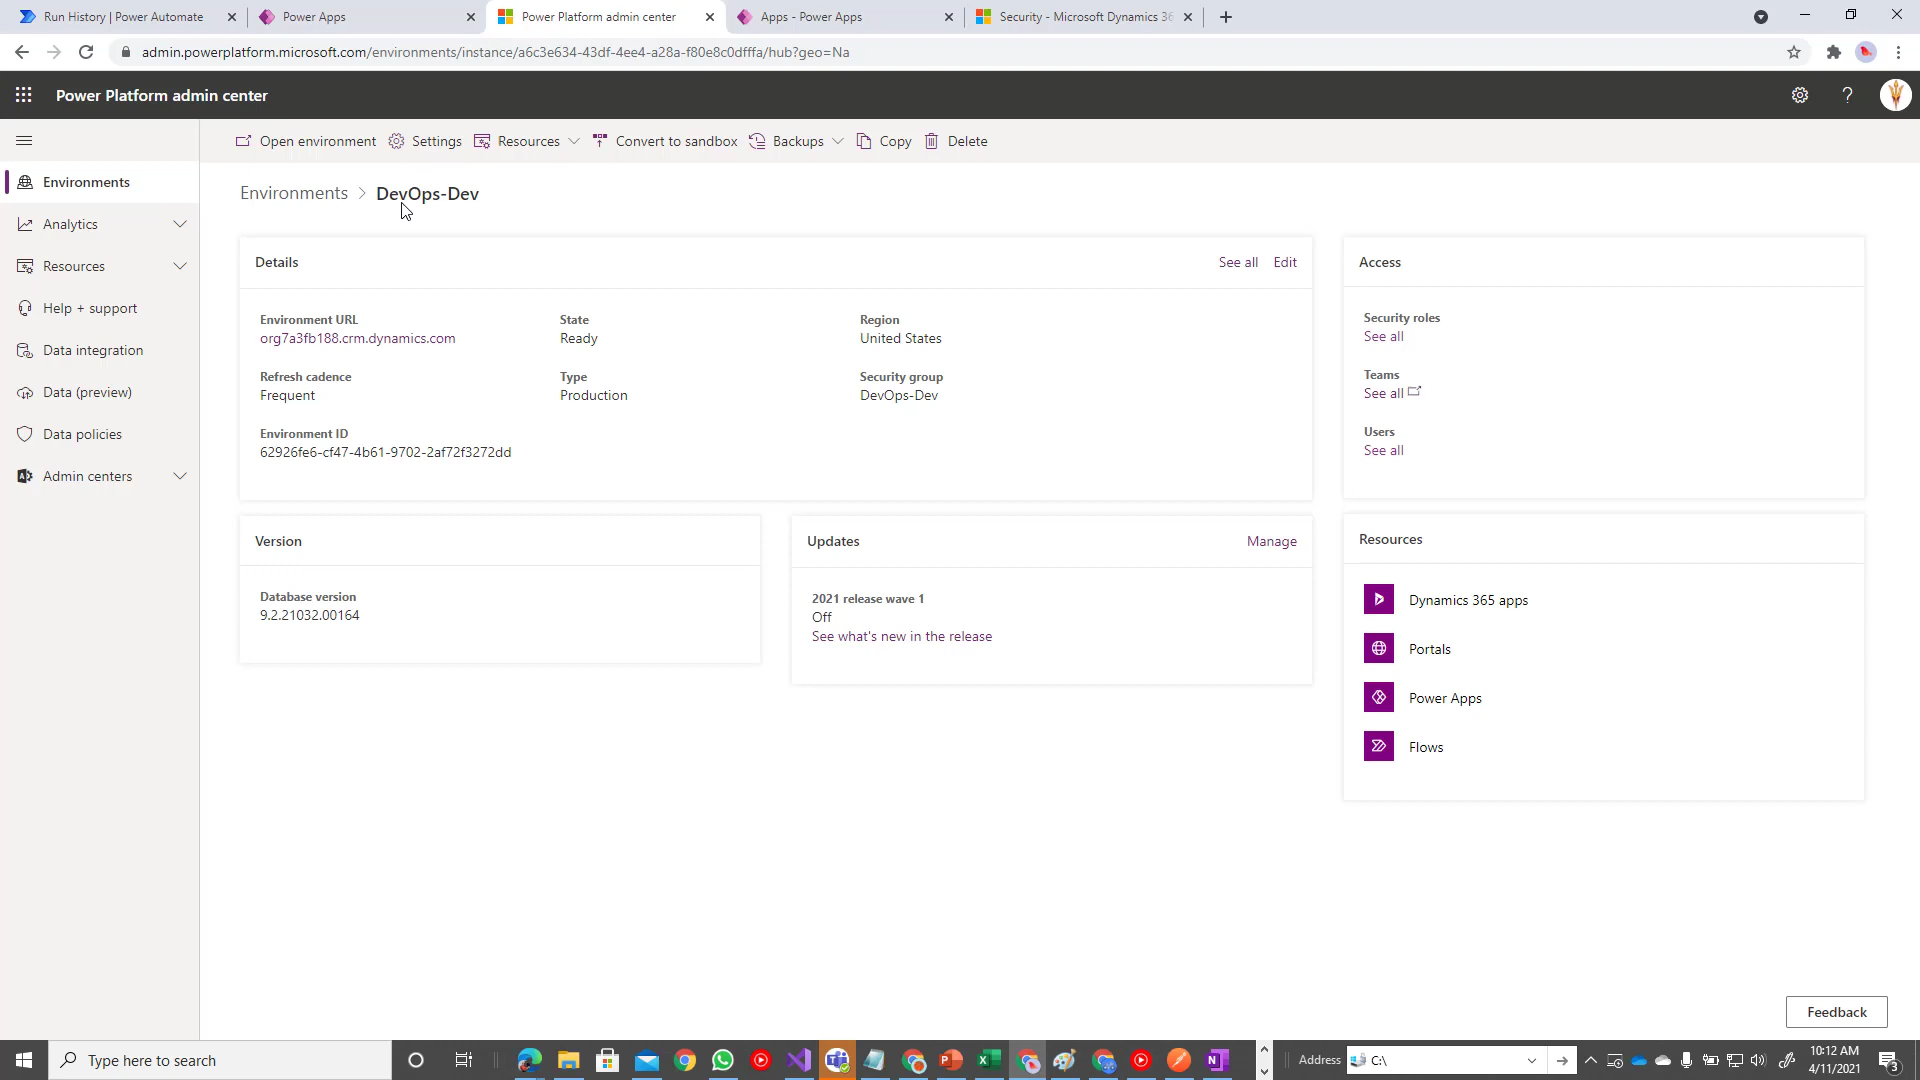 Run History | Power Automate
Power Apps
Power Platform admin center
Apps - Power Apps
Security - Microsoft Dynamics 36
admin.powerplatform.microsoft.com/environments/instance/a6c3e634-43df-4ee4-a28a-f80e8c0dfffa/hub?geo=Na
Power Platform admin center
Open environment
Settings
Resources
Convert to sandbox
Backups
Copy
Delete
Environments
Analytics
Resources
Help + support
Data integration
Data (preview)
Data policies
Admin centers
Environments > DevOps-Dev
Details
See all
Edit
Environment URL
org7a3fb188.crm.dynamics.com
State
Ready
Region
United States
Refresh cadence
Frequent
Type
Production
Security group
DevOps-Dev
Environment ID
62926fe6-cf47-4b61-9702-2af72f3272dd
Access
Security roles
See all
Teams
See all
Users
See all
Version
Database version
9.2.21032.00164
Updates
Manage
2021 release wave 1
Off
See what's new in the release
Resources
Dynamics 365 apps
Portals
Power Apps
Flows
Feedback
Type here to search
Address
C:\
10:12 AM
4/11/2021
3